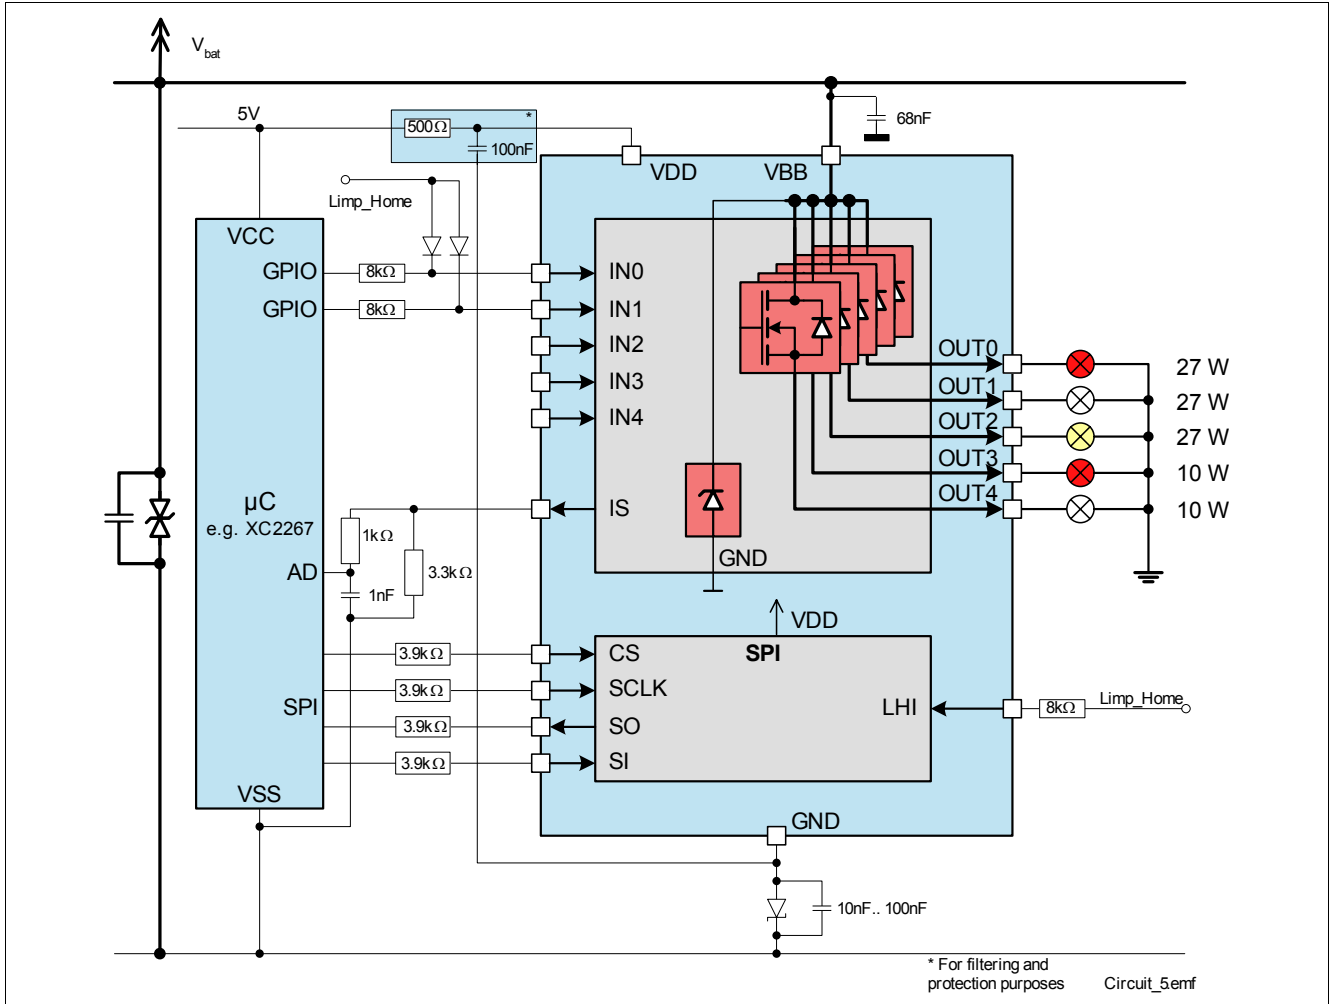 Vbat
5V
500Ω
*
100nF
68nF
VDD
VBB
Limp_Home
VCC
GPIO
8kΩ
IN0
GPIO
8kΩ
IN1
IN2
IN3
IN4
OUT0
27 W
OUT1
27 W
OUT2
27 W
OUT3
10 W
OUT4
10 W
µC
e.g. XC2267
IS
1kΩ
GND
AD
3.3kΩ
1nF
VDD
3.9kΩ
CS
SPI
3.9kΩ
SCLK
SPI
3.9kΩ
SO
LHI
8kΩ
Limp_Home
3.9kΩ
SI
VSS
GND
10nF.. 100nF
* For filtering and
protection purposes
Circuit_5.emf